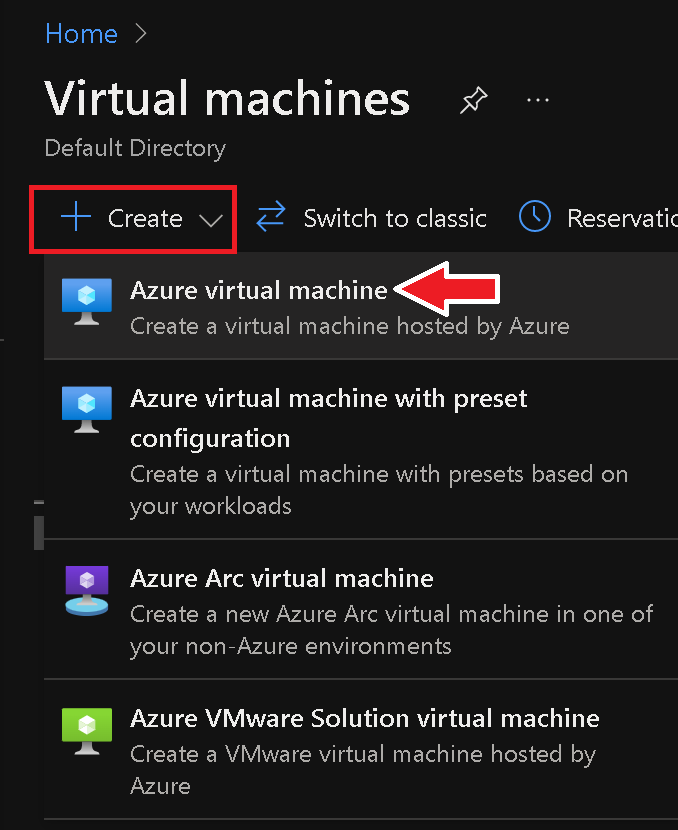 Home
Virtual machines
Default Directory
Create Switch to classic
Azure virtual machine
Create a virtual machine hosted by Azure
Azure virtual machine with preset
configuration
Create a virtual machine with presets based on
your workloads
Azure Arc virtual machine
Create a new Azure Arc virtual machine in one of
your non-Azure environments
Azure VMware Solution virtual machine
Create a VMware virtual machine hosted by
Azure